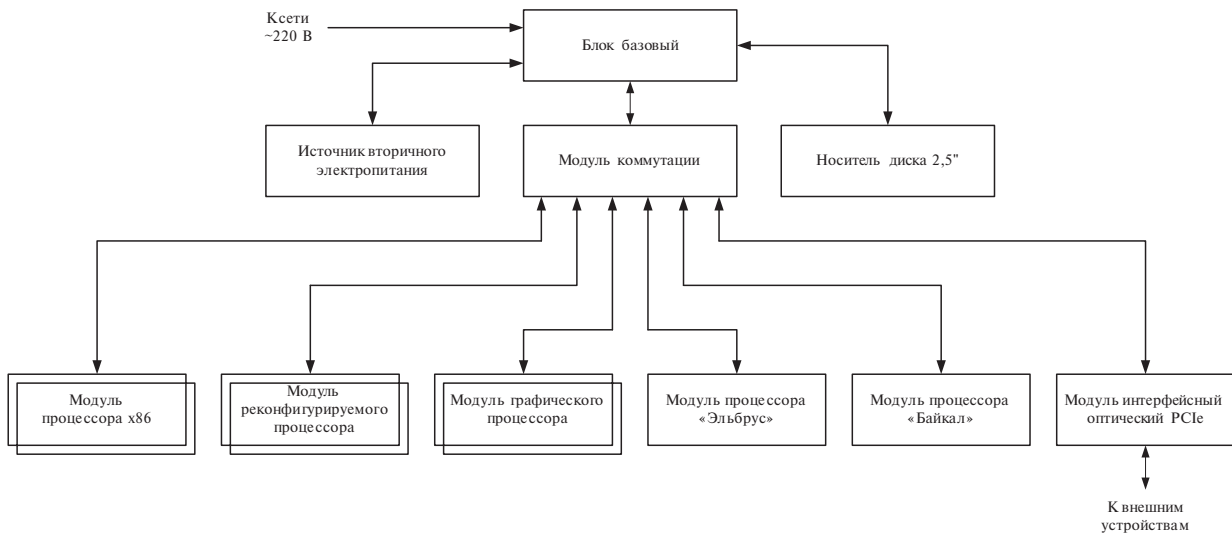 К сети
~220 В
Блок базовый
Источник вторичного
электропитания
Модуль коммутации
Носитель диска 2,5"
Модуль
процессора x86
Модуль
реконфигурируемого
процессора
Модуль графического
процессора
Модуль процессора
«Эльбрус»
Модуль процессора
«Байкал»
Модуль интерфейсный
оптический PCIe
К внешним
устройствам